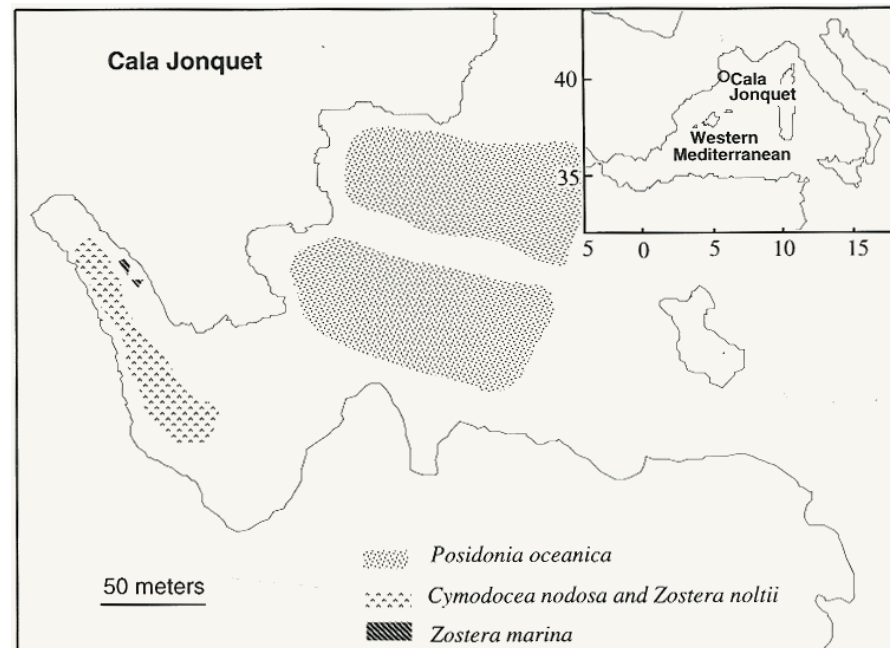 Cala Jonquet
40
Cala
Jonquet
Western
Mediterranean
35
5
0
5
10
15
Posidonia oceanica
50 meters
Cymodocea nodosa and Zostera noltii
Zostera marina